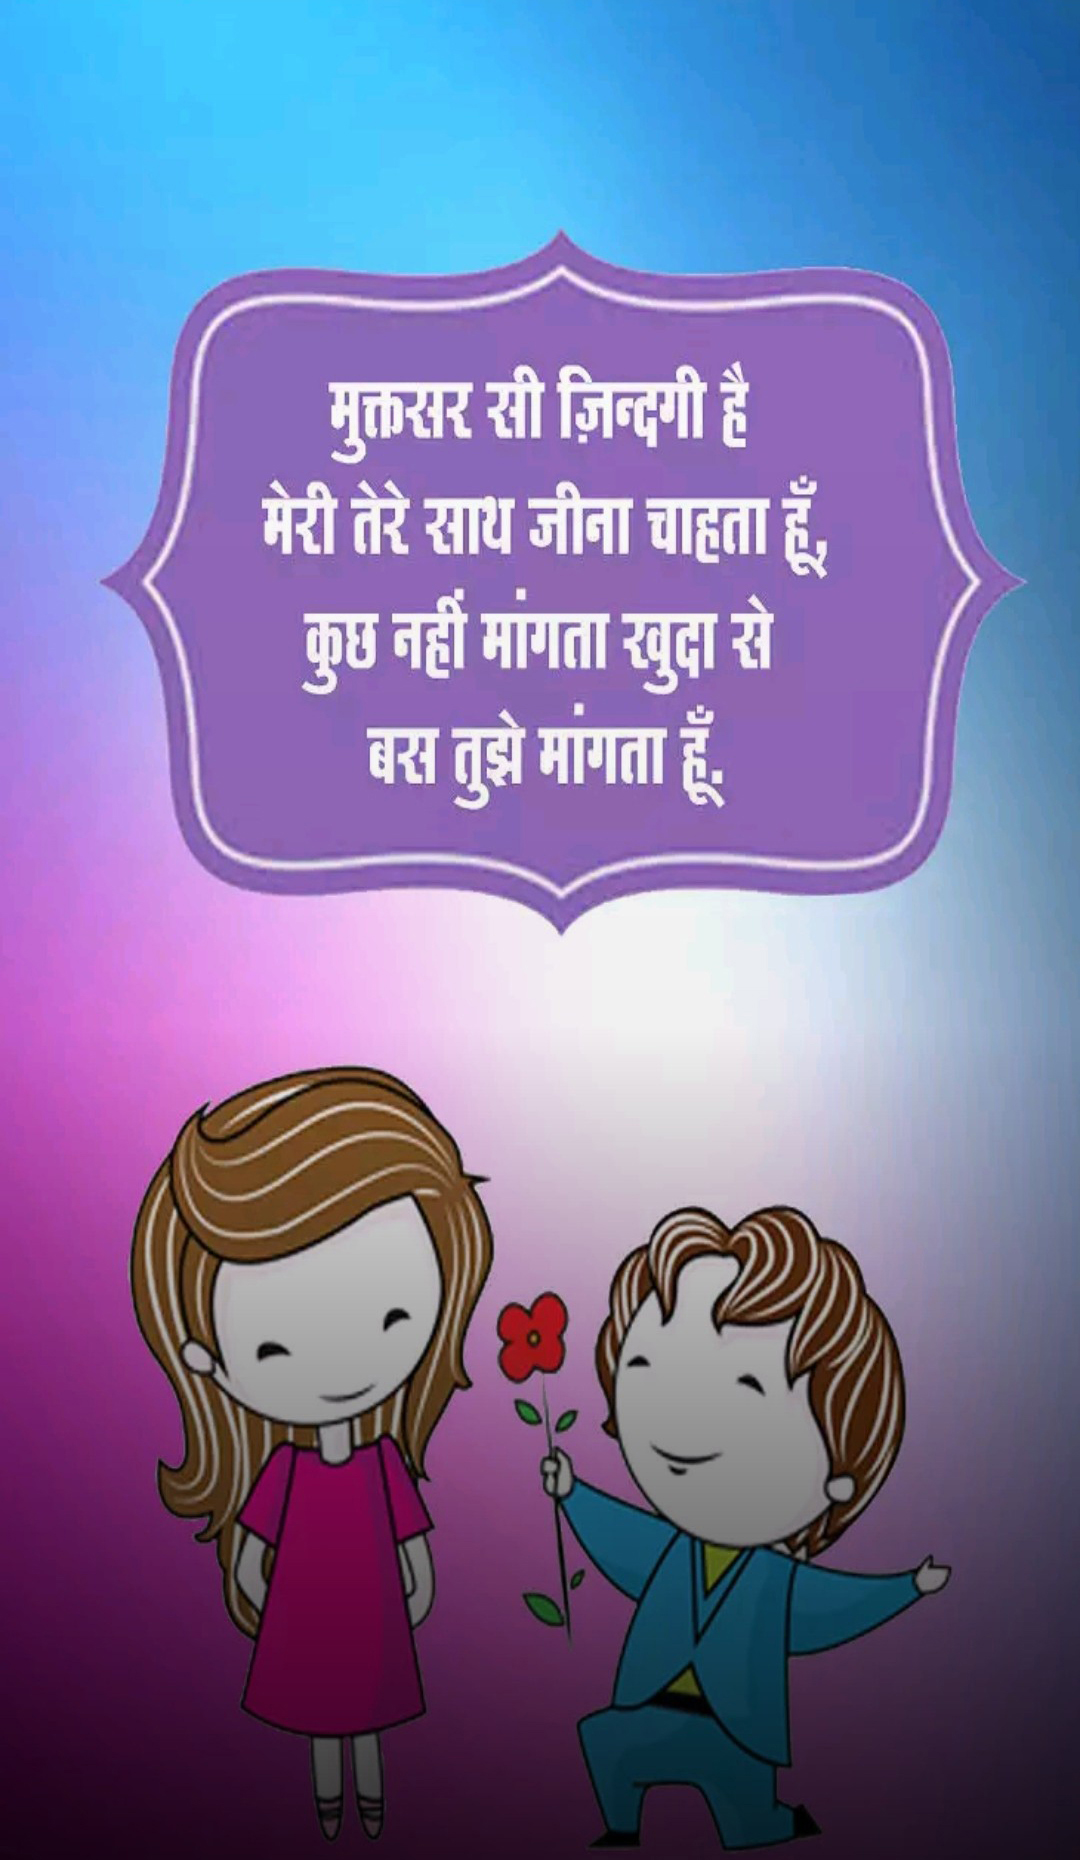 मुक्तसर सी ज़िन्दगी है
मेरी तेरे साथ जीना चाहता हूँ,
कुछ नहीं मांगता खुदा से
बस तुझे मांगता हूँ.